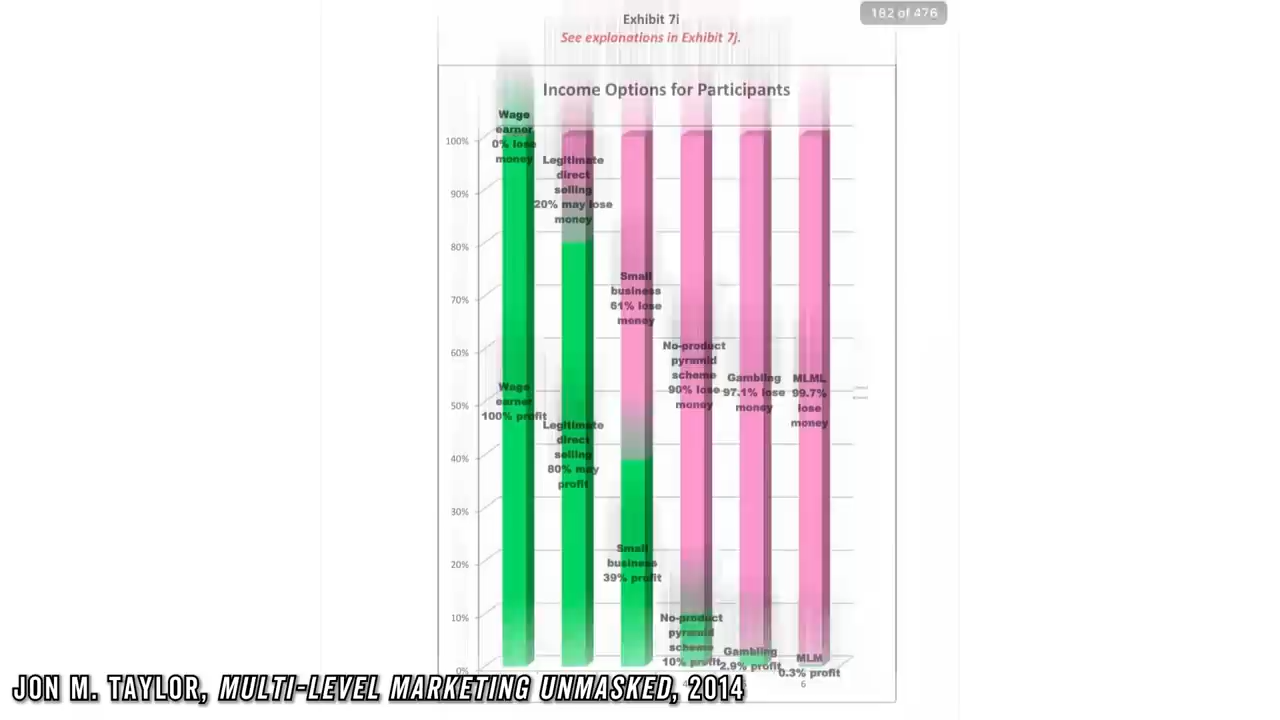 182 of 476
Exhibit 7i
See explanations in Exhibit 7j.
Income Options for Participants
100%
90%
80%
70%
60%
50%
40%
30%
20%
10%
0%
Wage
earner
0% lose
money
Wage
earner
100% profit
Legitimate
direct
selling
20% may lose
money
Legitimate
direct
selling
80% may
profit
Small
business
61% lose
money
Small
business
39% profit
No-product
pyramid
scheme
90% lose
money
No-product
pyramid
scheme
10% profit
Gambling
97.1% lose
money
Gambling
2.9% profit
MLML
99.7%
lose
money
MLM
0.3% profit
6
JON M. TAYLOR, MULTI-LEVEL MARKETING UNMASKED, 2014